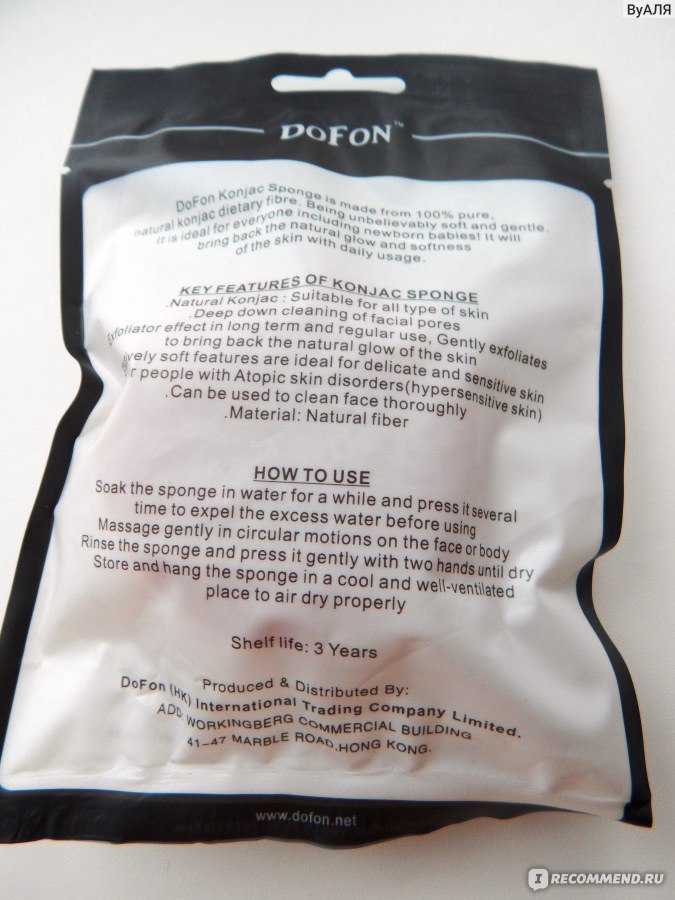 ВуАЛЯ
DOFON™
DoFon Konjac Sponge is made from 100% pure,
natural konjac dietary fibre. Being unbelievably soft and gentle.
It is ideal for everyone including newborn babies! It will
bring back the natural glow and softness
of the skin with daily usage.
KEY FEATURES OF KONJAC SPONGE
.Natural Konjac : Suitable for all type of skin
.Deep down cleaning of facial pores
Exfoliator effect in long term and regular use, Gently exfoliates
to bring back the natural glow of the skin
soft features are ideal for delicate and sensitive skin
people with Atopic skin disorders(hypersensitive skin)
.Can be used to clean face thoroughly
.Material: Natural fiber
HOW TO USE
Soak the sponge in water for a while and press it several
time to expel the excess water before using
Massage gently in circular motions on the face or body
Rinse the sponge and press it gently with two hands until dry
Store and hang the sponge in a cool and well-ventilated
place to air dry properly
Shelf life: 3 Years
Produced & Distributed By:
DoFon (HK) International Trading Company Limited.
ADD: WORKINGBERG COMMERCIAL BUILDING
41-47 MARBLE ROAD,HONG KONG.
www.dofon.net
IRECOMMEND.RU